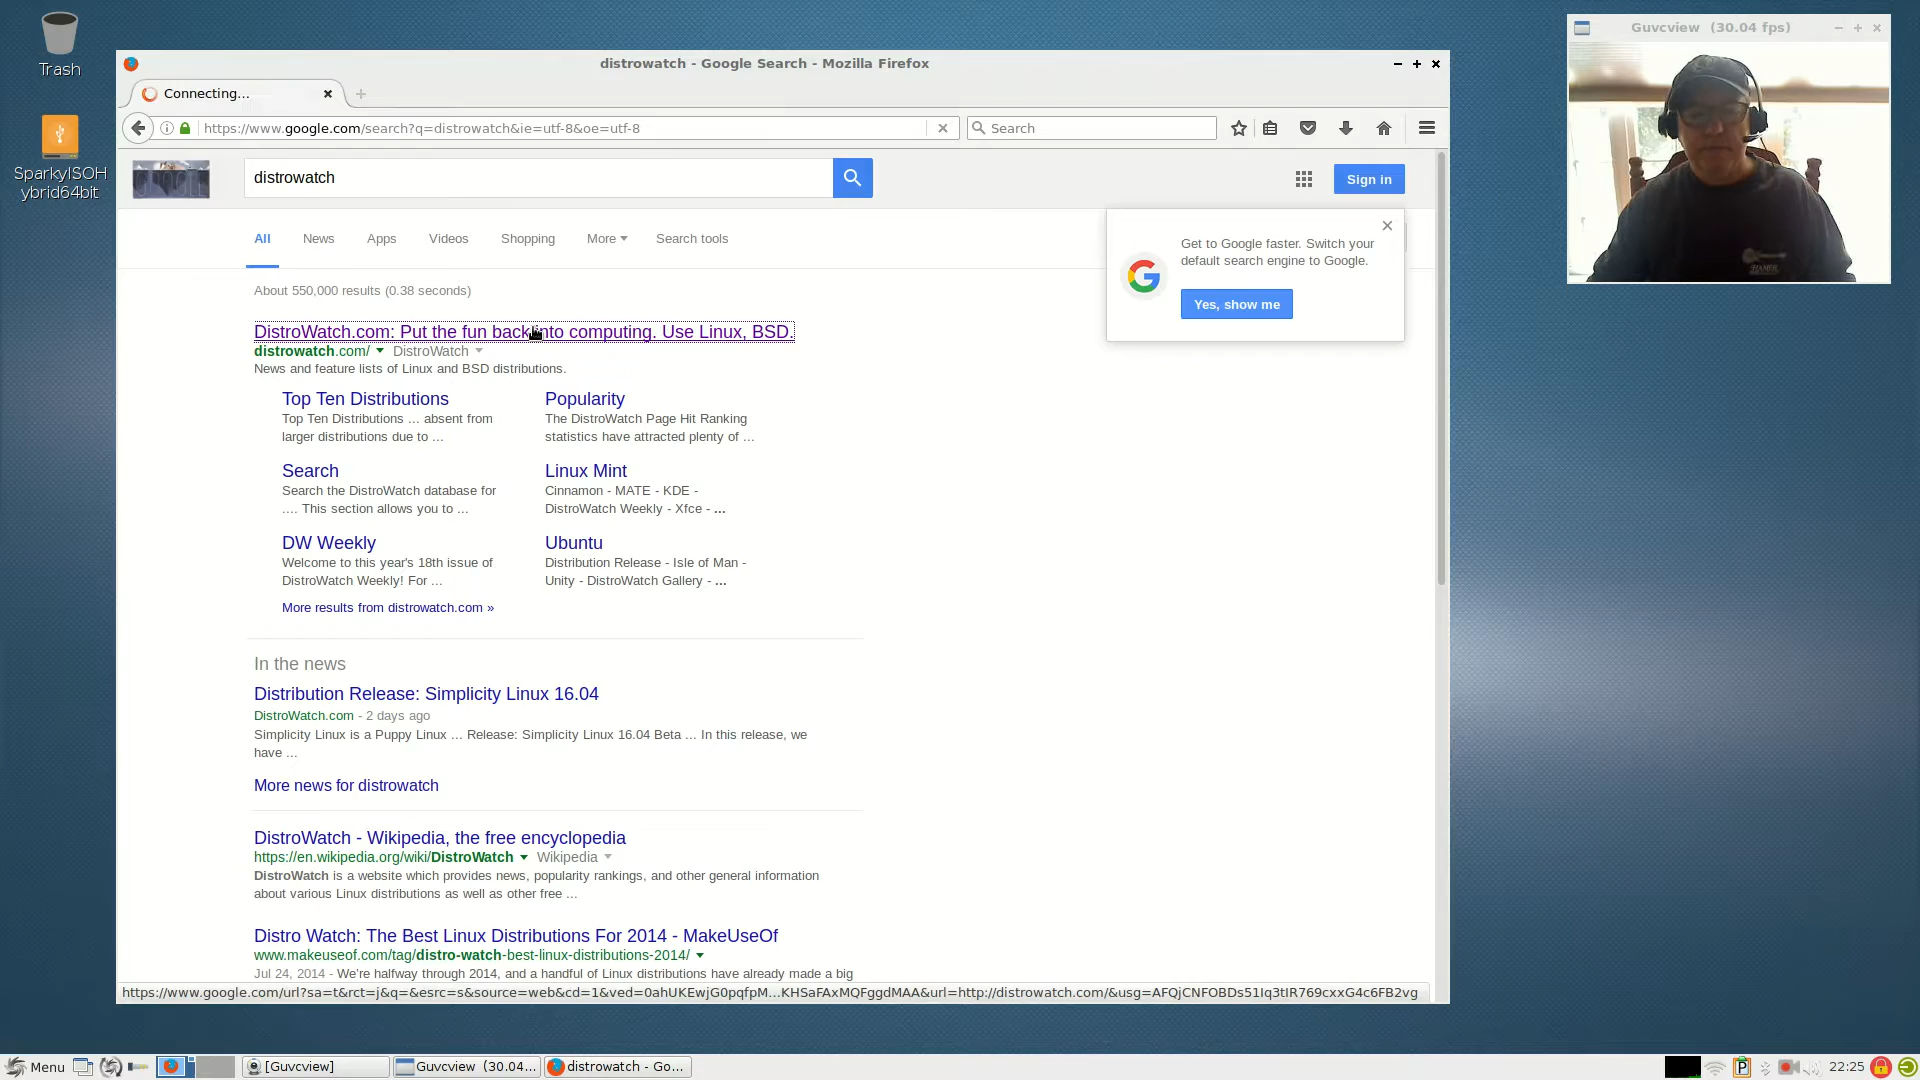 Trash
SparkyISOH
ybrid64bit
distrowatch - Google Search - Mozilla Firefox
Connecting...
https://www.google.com/search?q=distrowatch&ie=utf-8&oe=utf-8
Search
distrowatch
Sign in
All News Apps Videos Shopping More Search tools
Get to Google faster. Switch your
default search engine to Google.
Yes, show me
About 550,000 results (0.38 seconds)
DistroWatch.com: Put the fun back into computing. Use Linux, BSD.
distrowatch.com/ DistroWatch
News and feature lists of Linux and BSD distributions.
Top Ten Distributions
Top Ten Distributions ... absent from
larger distributions due to ...
Popularity
The DistroWatch Page Hit Ranking
statistics have attracted plenty of ...
Search
Search the DistroWatch database for
.... This section allows you to ...
Linux Mint
Cinnamon - MATE - KDE -
DistroWatch Weekly - Xfce - ...
DW Weekly
Welcome to this year's 18th issue of
DistroWatch Weekly! For ...
Ubuntu
Distribution Release - Isle of Man -
Unity - DistroWatch Gallery - ...
More results from distrowatch.com »
In the news
Distribution Release: Simplicity Linux 16.04
DistroWatch.com - 2 days ago
Simplicity Linux is a Puppy Linux ... Release: Simplicity Linux 16.04 Beta ... In this release, we
have ...
More news for distrowatch
DistroWatch - Wikipedia, the free encyclopedia
https://en.wikipedia.org/wiki/DistroWatch Wikipedia
DistroWatch is a website which provides news, popularity rankings, and other general information
about various Linux distributions as well as other free ...
Distro Watch: The Best Linux Distributions For 2014 - MakeUseOf
www.makeuseof.com/tag/distro-watch-best-linux-distributions-2014/
Jul 24, 2014 - We're halfway through 2014, and a handful of Linux distributions have already made a big
https://www.google.com/url?sa=t&rct=j&q=&esrc=s&source=web&cd=1&ved=0ahUKEwjG0pqfpM...KHSaFAxMQFggdMAA&url=http://distrowatch.com/&usg=AFQjCNFOBDs51Iq3tIR769cxxG4c6FB2vg
Guvcview (30.04 fps)
HAMER
Menu
[Guvcview]
Guvcview (30.04...
distrowatch - Go...
22:25